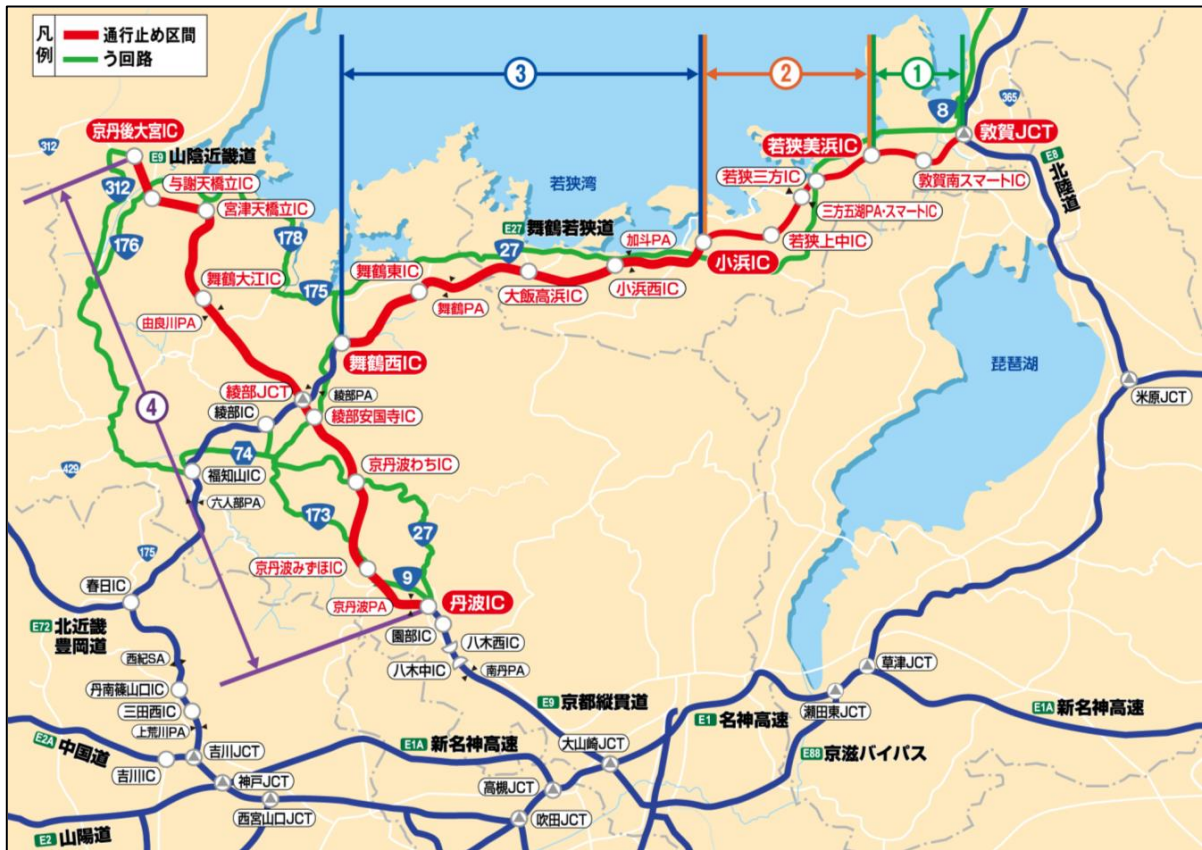 凡例
通行止め区間
う回路
3
2
1
8
365
312
京丹後大宮IC
E9 山陰近畿道
与謝天橋立IC
宮津天橋立IC
312
176
178
175
若狭湾
E27 舞鶴若狭道
27
若狭美浜IC
敦賀JCT
敦賀南スマートIC
若狭三方IC
三方五湖PA・スマートIC
若狭上中IC
E8 北陸道
加斗PA
小浜IC
小浜西IC
大飯高浜IC
舞鶴東IC
舞鶴PA
舞鶴西IC
舞鶴大江IC
由良川PA
綾部JCT
綾部PA
綾部IC
綾部安国寺IC
4
74
429
福知山IC
六人部PA
京丹波わちIC
173
27
175
京丹波みずほIC
9
京丹波PA
丹波IC
琵琶湖
米原JCT
春日IC
E72 北近畿
豊岡道
園部IC
八木西IC
八木中IC
南丹PA
西紀SA
丹南篠山口IC
三田西IC
上荒川PA
E9 京都縦貫道
草津JCT
瀬田東JCT
E1A 新名神高速
E1 名神高速
大山崎JCT
E88 京滋バイパス
E2A 中国道
吉川JCT
吉川IC
E1A 新名神高速
神戸JCT
高槻JCT
西宮山口JCT
吹田JCT
E2 山陽道